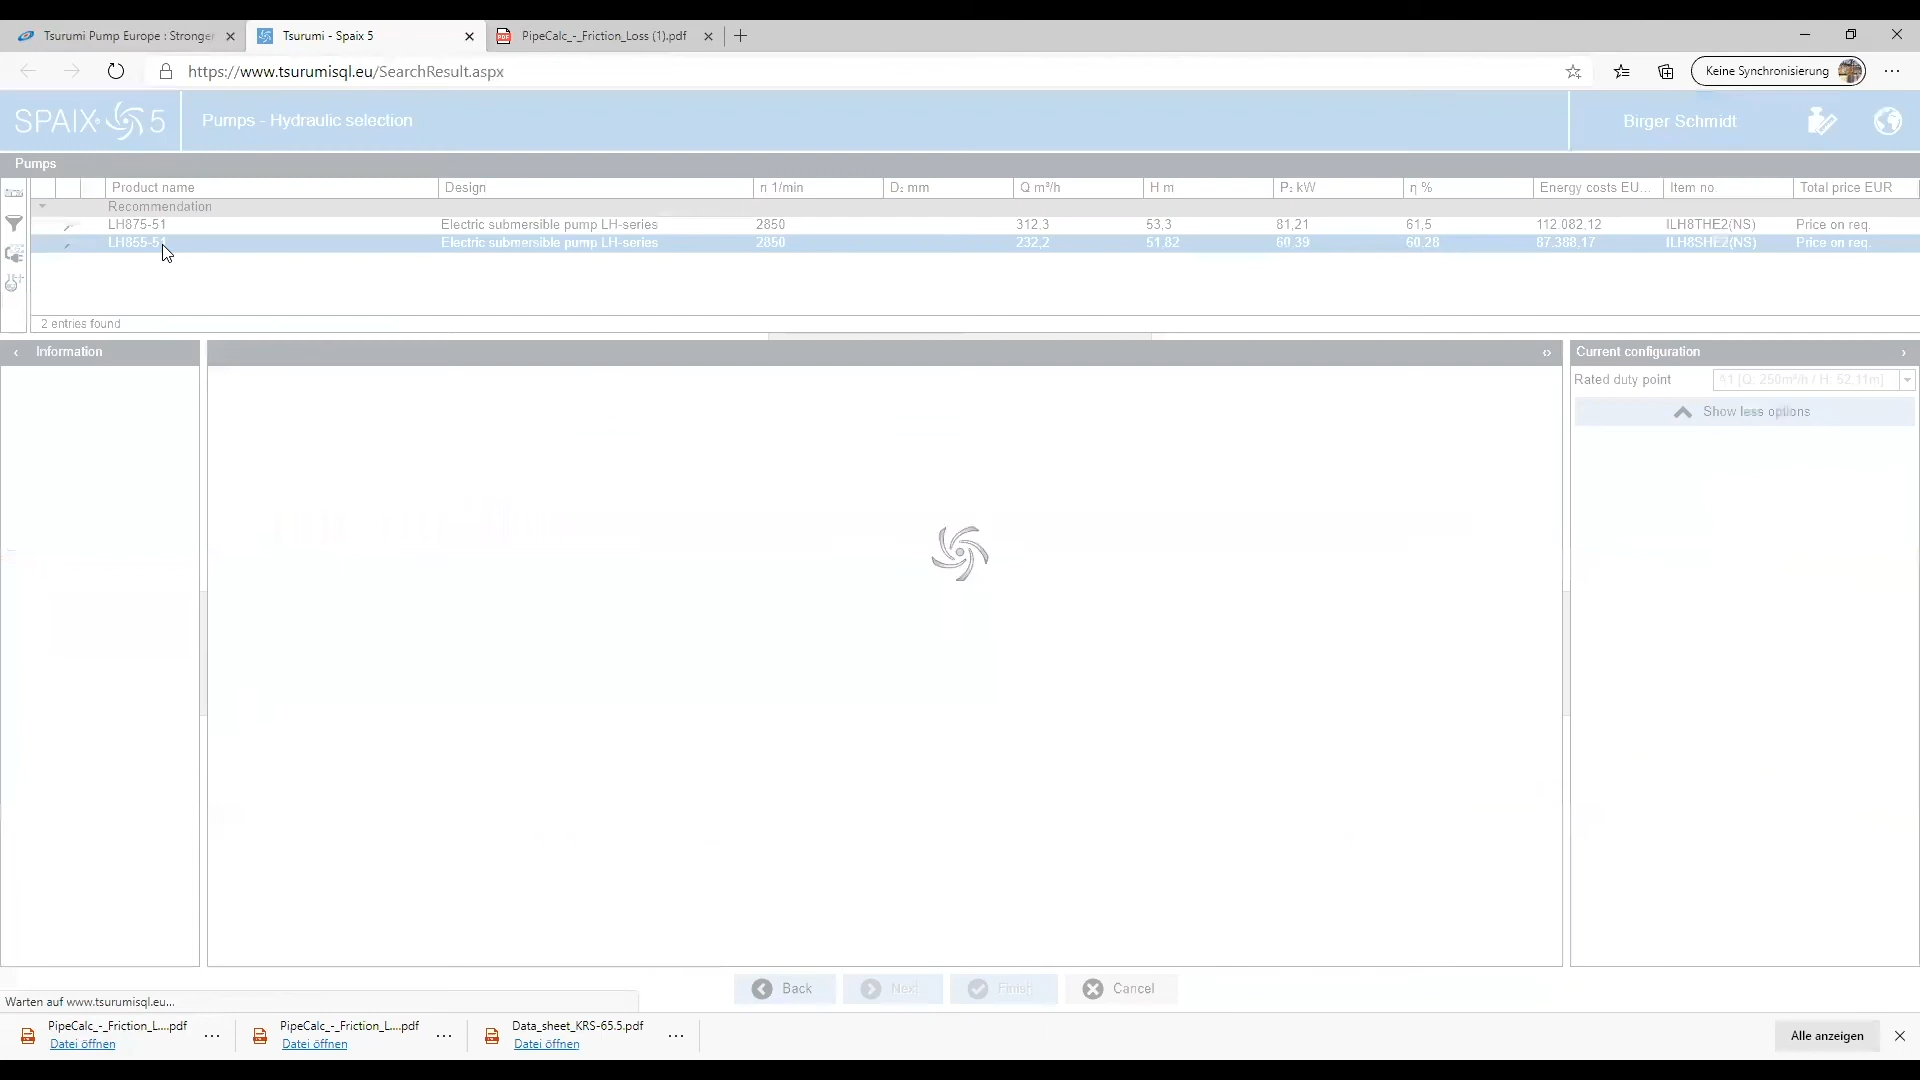 Tsurumi Pump Europe : Stronger
Tsurumi - Spaix 5
PipeCalc_-_Friction_Loss (1).pdf
https://www.tsurumisql.eu/SearchResult.aspx
Keine Synchronisierung
SPAIX 5
Pumps - Hydraulic selection
Birger Schmidt
Pumps
Product name Design n 1/min D₂ mm Q m³/h H m P₂ kW η % Energy costs EU... Item no Total price EUR
Recommendation
LH875-51 Electric submersible pump LH-series 2850 312,3 53,3 81,21 61,5 112.082,12 ILH8THE2(NS) Price on req.
LH855-51 Electric submersible pump LH-series 2850 232,2 51,82 60,39 60,28 87.388,17 ILH8SHE2(NS) Price on req.
2 entries found
Information
Current configuration
Rated duty point A1 [Q: 250m³/h / H: 52,11m]
Show less options
Back Next Finish Cancel
Warten auf www.tsurumisql.eu...
PipeCalc_-_Friction_L....pdf
Datei öffnen
PipeCalc_-_Friction_L....pdf
Datei öffnen
Data_sheet_KRS-65.5.pdf
Datei öffnen
Alle anzeigen